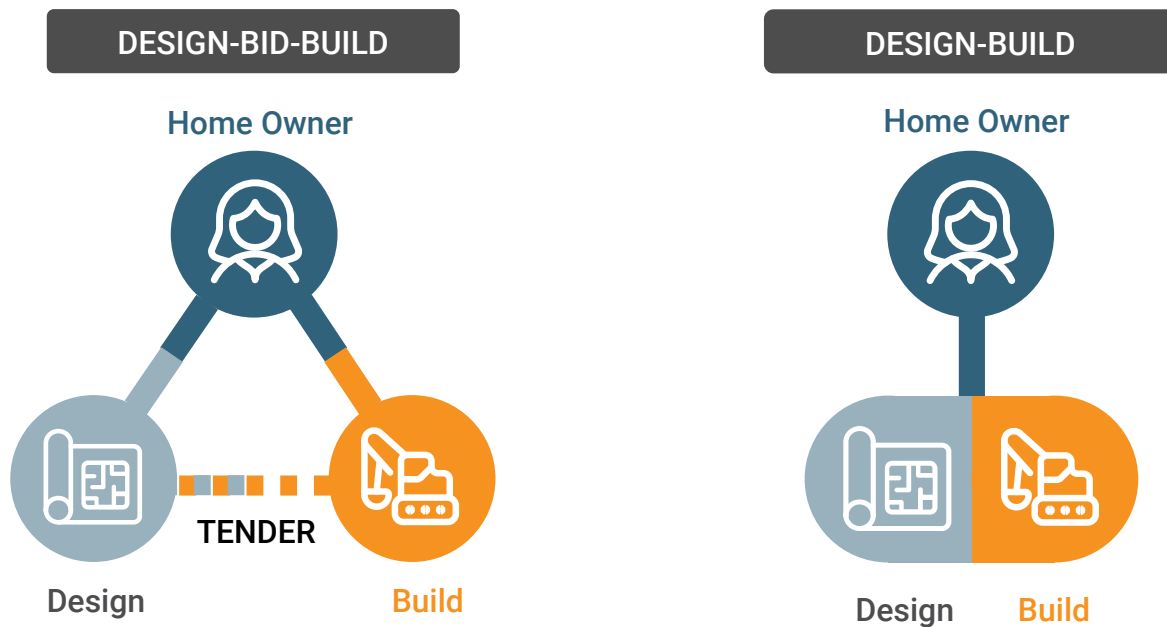 DESIGN-BID-BUILD
Home Owner
TENDER
Design
Build
DESIGN-BUILD
Home Owner
Design
Build